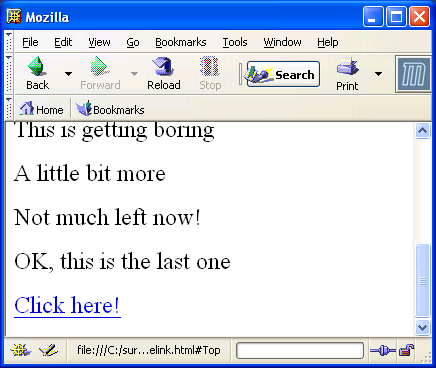 Mozilla
File Edit View Go Bookmarks Tools Window Help
Back Forward Reload Stop Search Print
Home Bookmarks
This is getting boring
A little bit more
Not much left now!
OK, this is the last one
Click here!
file:///C:/sur...elink.html#Top